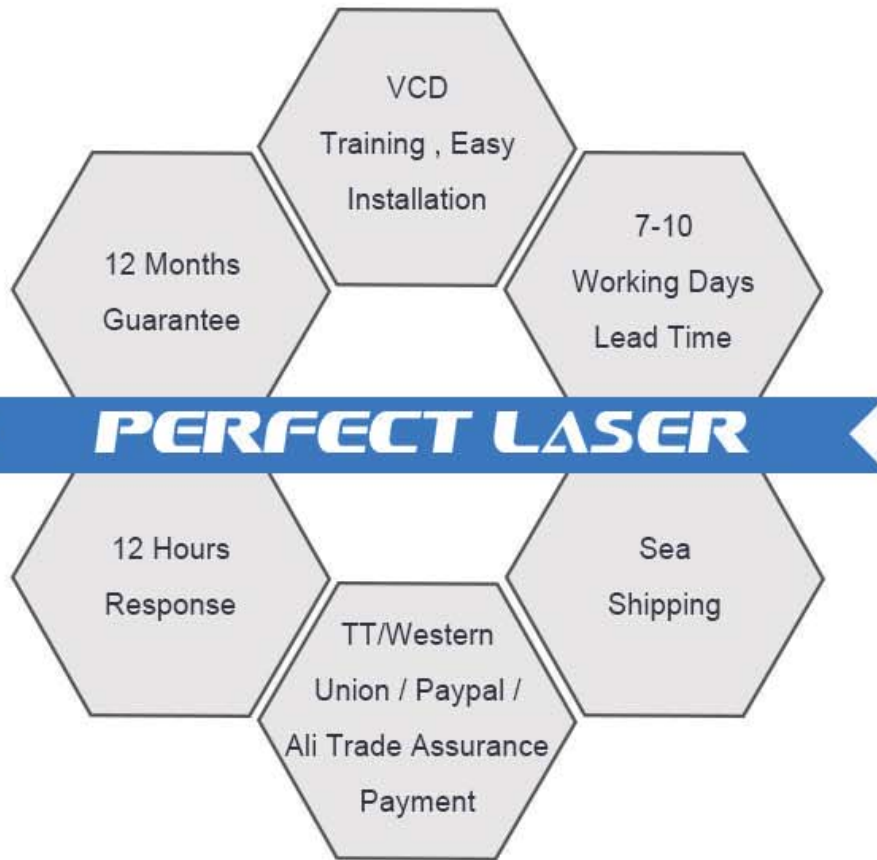 VCD
Training , Easy
Installation
12 Months
Guarantee
7-10
Working Days
Lead Time
PERFECT LASER
12 Hours
Response
Sea
Shipping
TT/Western
Union / Paypal /
Ali Trade Assurance
Payment